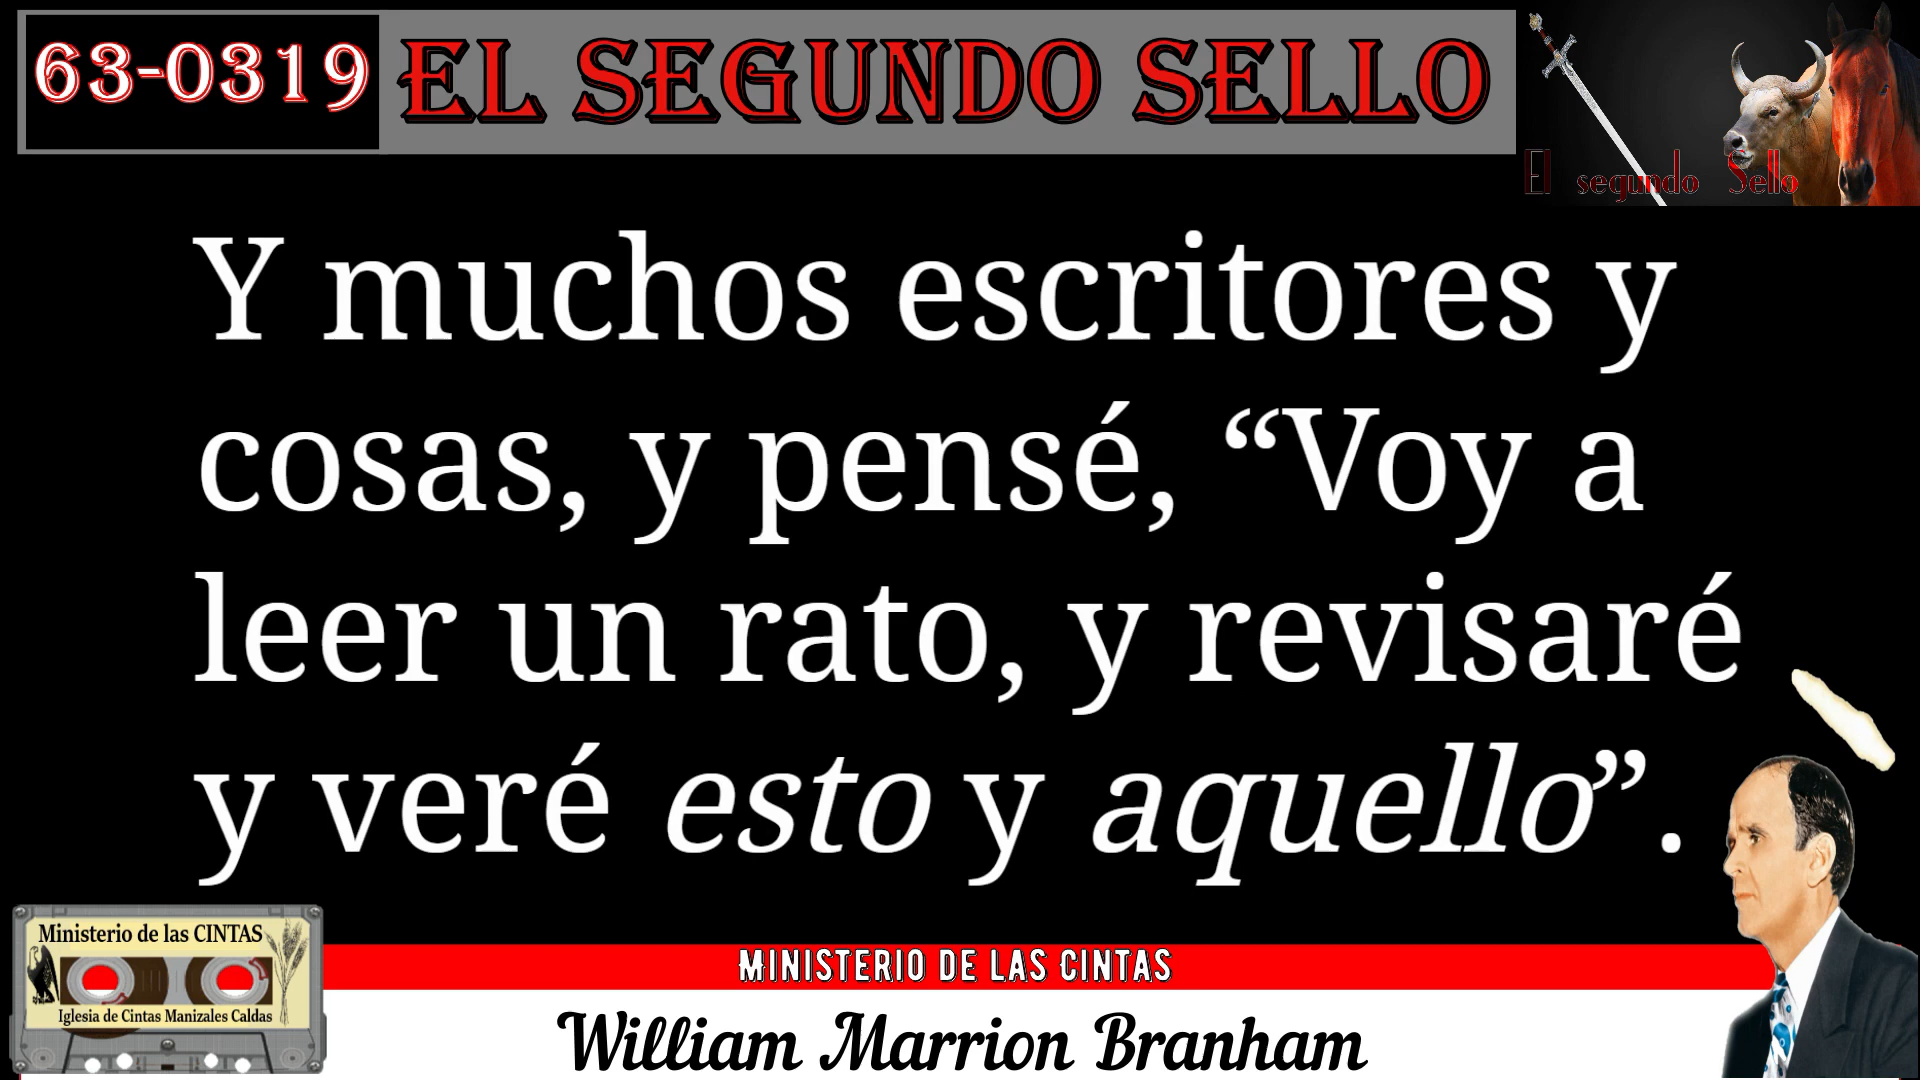 63-0319 EL SEGUNDO SELLO
El segundo Sello
Y muchos escritores y
cosas, y pensé, “Voy a
leer un rato, y revisaré
y veré esto y aquello”.
Ministerio de las CINTAS
Iglesia de Cintas Manizales Caldas
MINISTERIO DE LAS CINTAS
William Marrion Branham